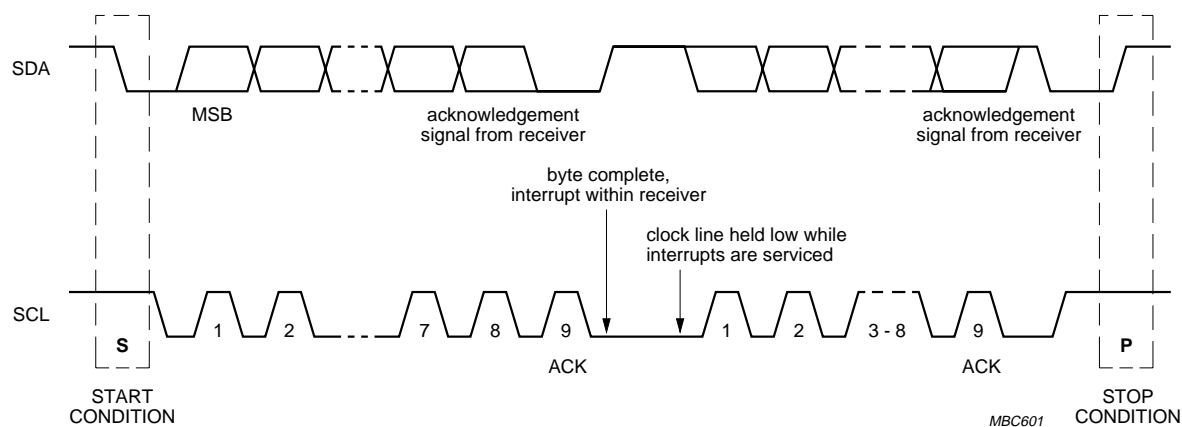 SDA
MSB
acknowledgement
signal from receiver
acknowledgement
signal from receiver
byte complete,
interrupt within receiver
clock line held low while
interrupts are serviced
SCL
S
1
2
7
8
9
1
2
3 - 8
9
P
ACK
ACK
START
CONDITION
MBC601
STOP
CONDITION